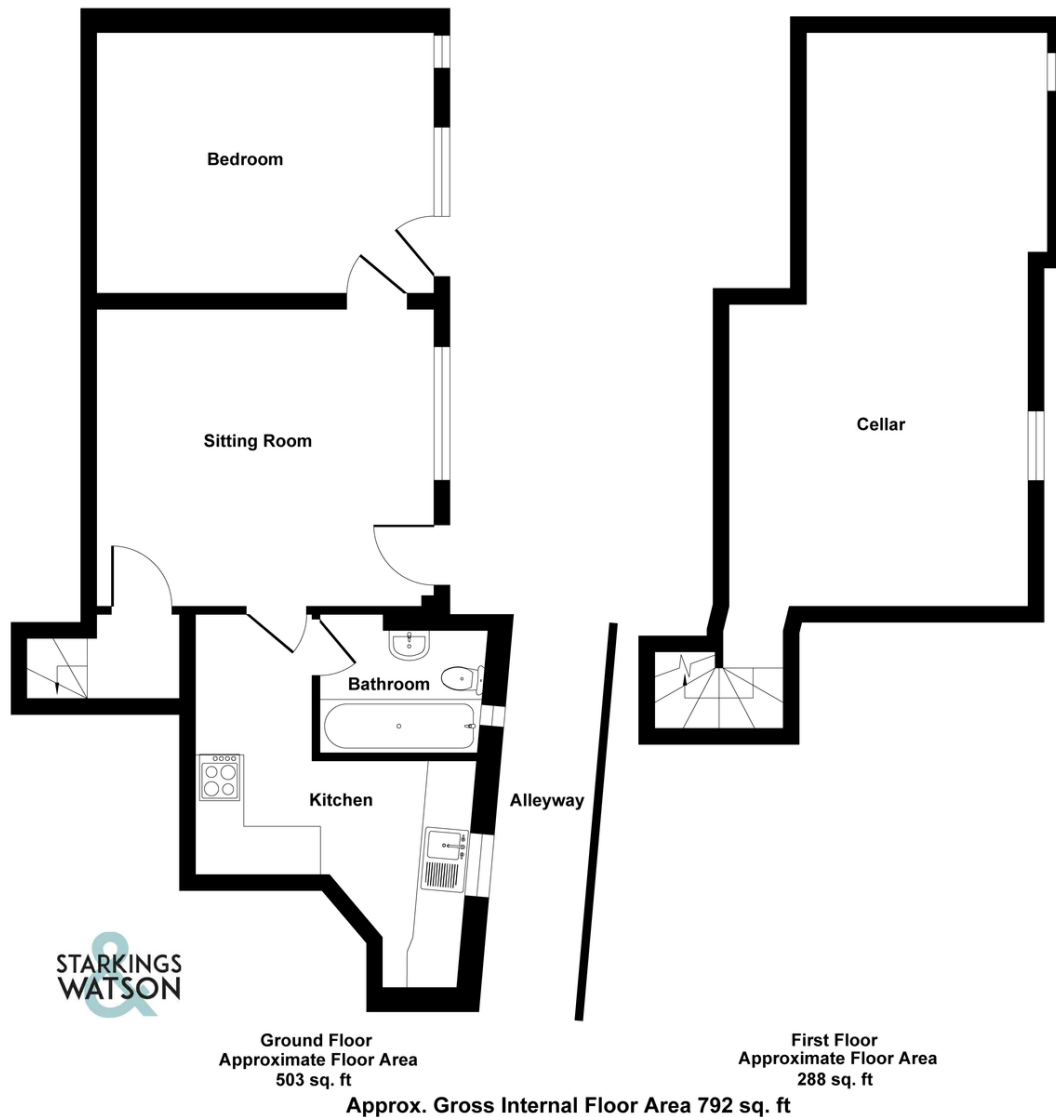 Bedroom
Sitting Room
Cellar
Bathroom
Kitchen
Alleyway
&
STARKINGS
WATSON
Ground Floor
Approximate Floor Area
503 sq. ft
First Floor
Approximate Floor Area
288 sq. ft
Approx. Gross Internal Floor Area 792 sq. ft